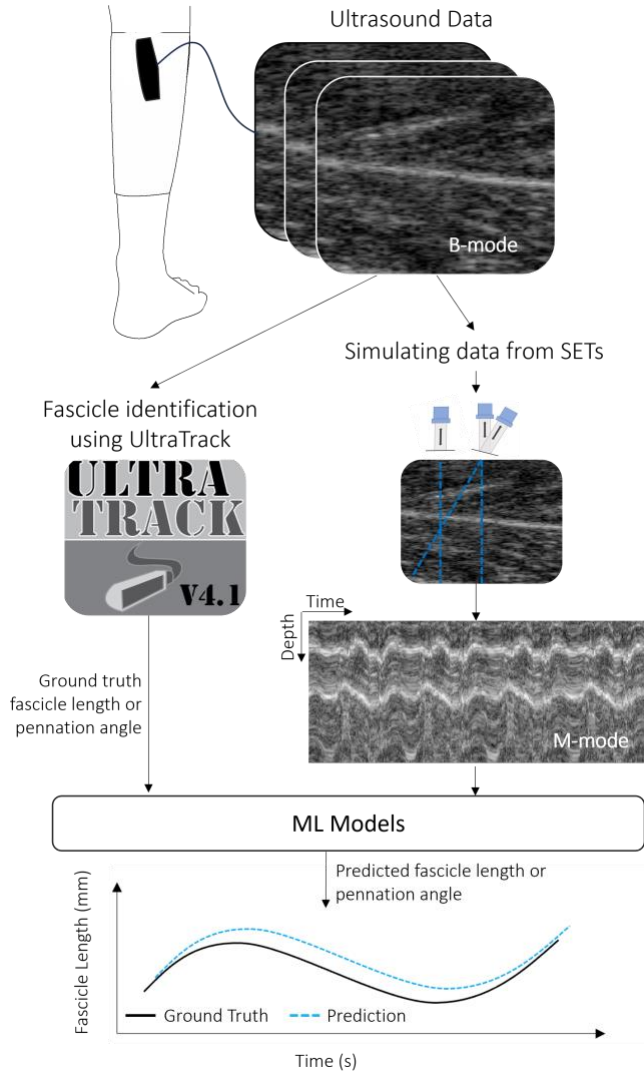 Ultrasound Data
B-mode
Simulating data from SETs
Fascicle identification
using UltraTrack
ULTRA
TRACK
V4.1
Time
Depth
M-mode
Ground truth
fascicle length or
pennation angle
ML Models
Predicted fascicle length or
pennation angle
Fascicle Length (mm)
Ground Truth
Prediction
Time (s)